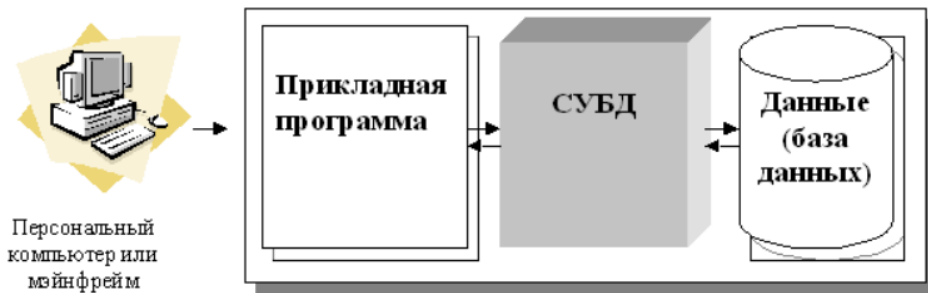 Прикладная
программа
СУБД
Данные
(база
данных)
Персональный
компьютер или
мэйнфрейм